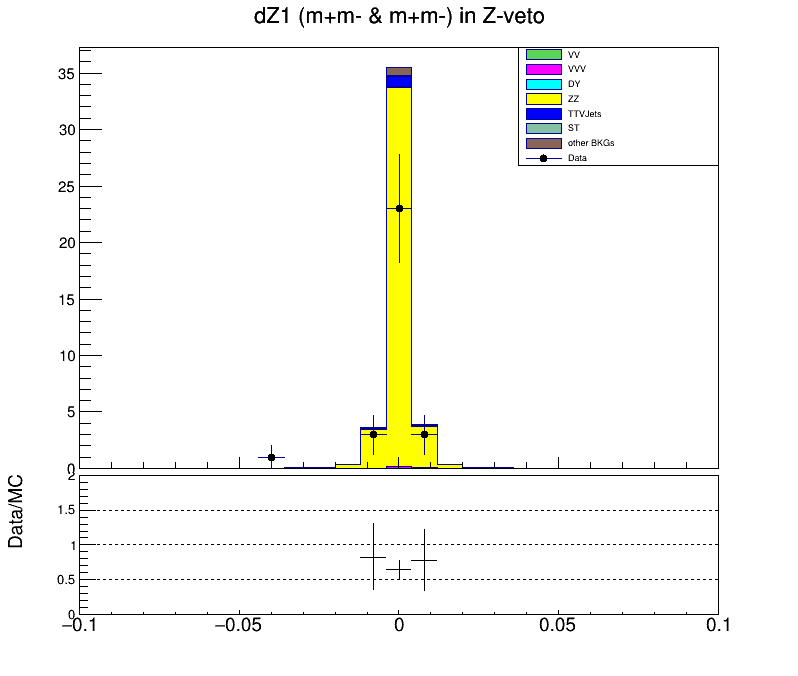 dZ1 (m+m- & m+m-) in Z-veto
VV
VVV
DY
ZZ
TTVJets
ST
other BKGs
Data
35
30
25
20
15
10
5
0
Data/MC
2
1.5
1
0.5
0
−0.1
−0.05
0
0.05
0.1